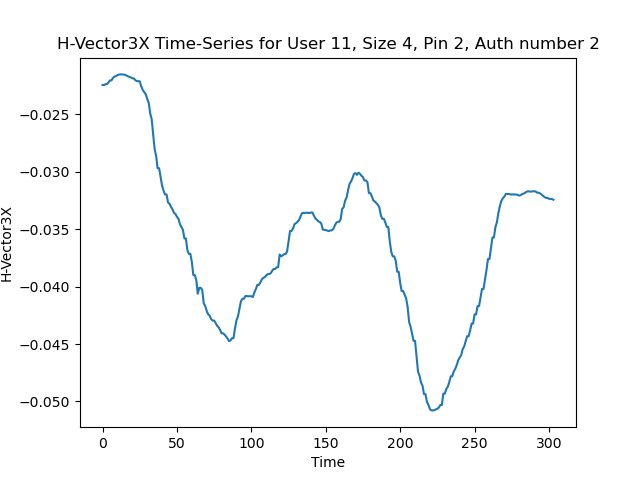 H-Vector3X Time-Series for User 11, Size 4, Pin 2, Auth number 2
H-Vector3X
−0.025
−0.030
−0.035
−0.040
−0.045
−0.050
0 50 100 150 200 250 300
Time